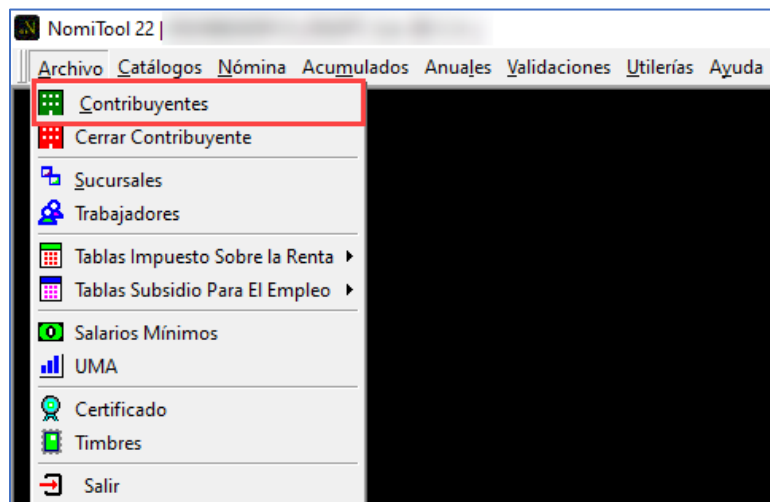 NomiTool 22 |
Archivo Catálogos Nómina Acumulados Anuales Validaciones Utilerías Ayuda
Contribuyentes
Cerrar Contribuyente
Sucursales
Trabajadores
Tablas Impuesto Sobre la Renta
Tablas Subsidio Para El Empleo
Salarios Mínimos
UMA
Certificado
Timbres
Salir